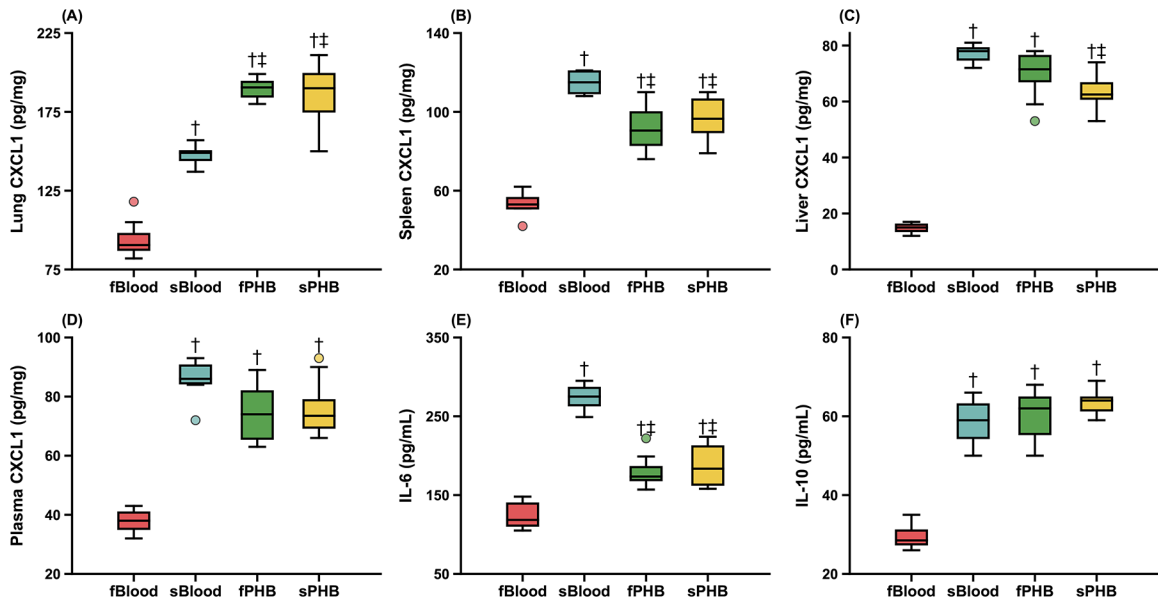 (A)
Lung CXCL1 (pg/mg)
225
175
125
75
†
†‡
†‡
fBlood sBlood fPHB sPHB
(B)
Spleen CXCL1 (pg/mg)
140
100
60
20
†
†‡
†‡
fBlood sBlood fPHB sPHB
(C)
Liver CXCL1 (pg/mg)
80
60
40
20
0
†
†
†‡
fBlood sBlood fPHB sPHB
(D)
Plasma CXCL1 (pg/mg)
100
80
60
40
20
†
†
†
fBlood sBlood fPHB sPHB
(E)
IL-6 (pg/mL)
350
250
150
50
†
†‡
†‡
fBlood sBlood fPHB sPHB
(F)
IL-10 (pg/mL)
80
60
40
20
†
†
†
fBlood sBlood fPHB sPHB